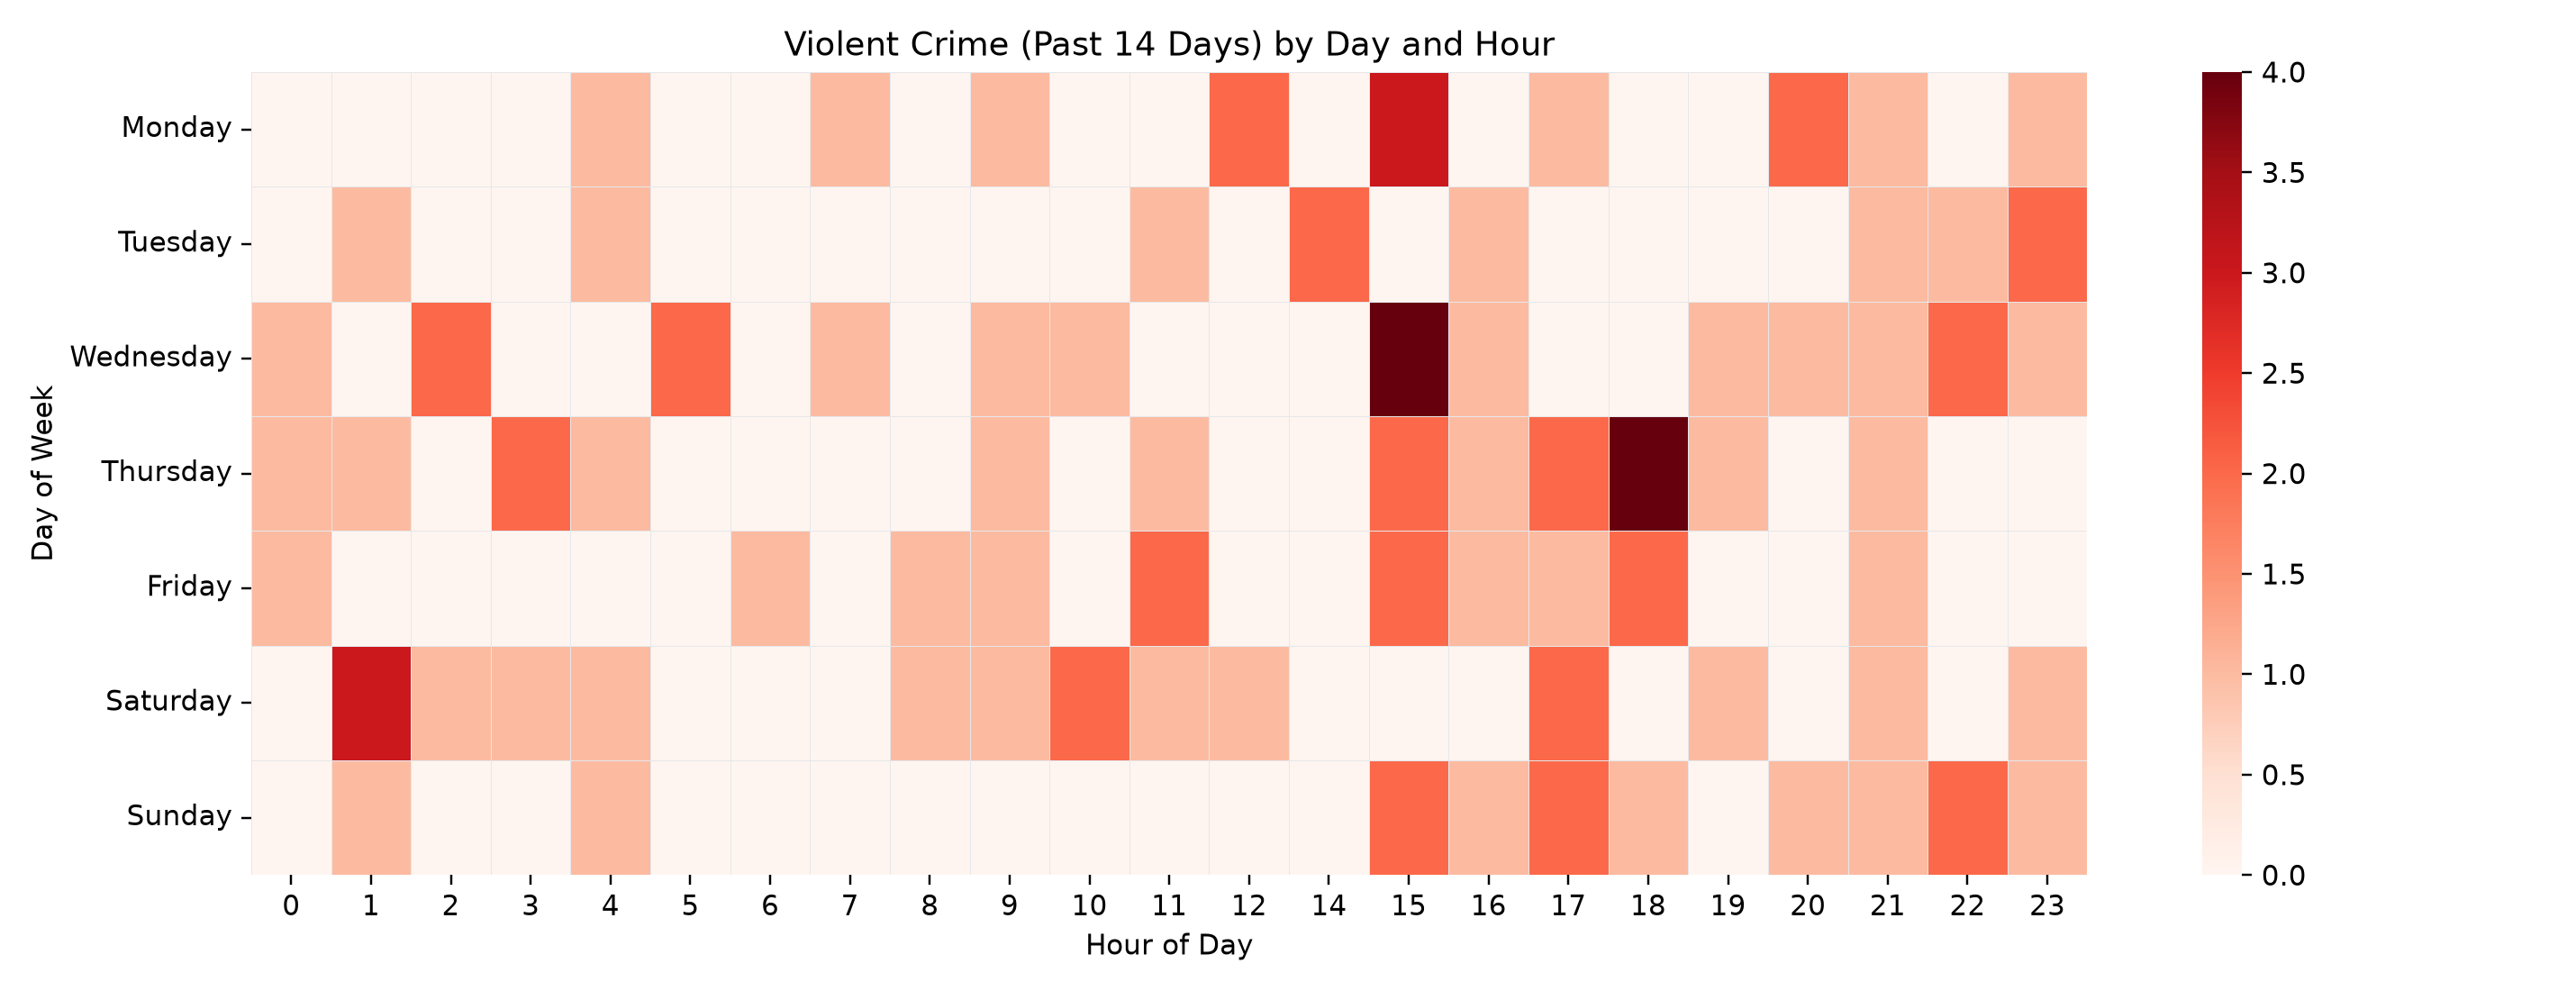 Violent Crime (Past 14 Days) by Day and Hour
Day of Week
Monday
Tuesday
Wednesday
Thursday
Friday
Saturday
Sunday
0 1 2 3 4 5 6 7 8 9 10 11 12 14 15 16 17 18 19 20 21 22 23
Hour of Day
4.0
3.5
3.0
2.5
2.0
1.5
1.0
0.5
0.0